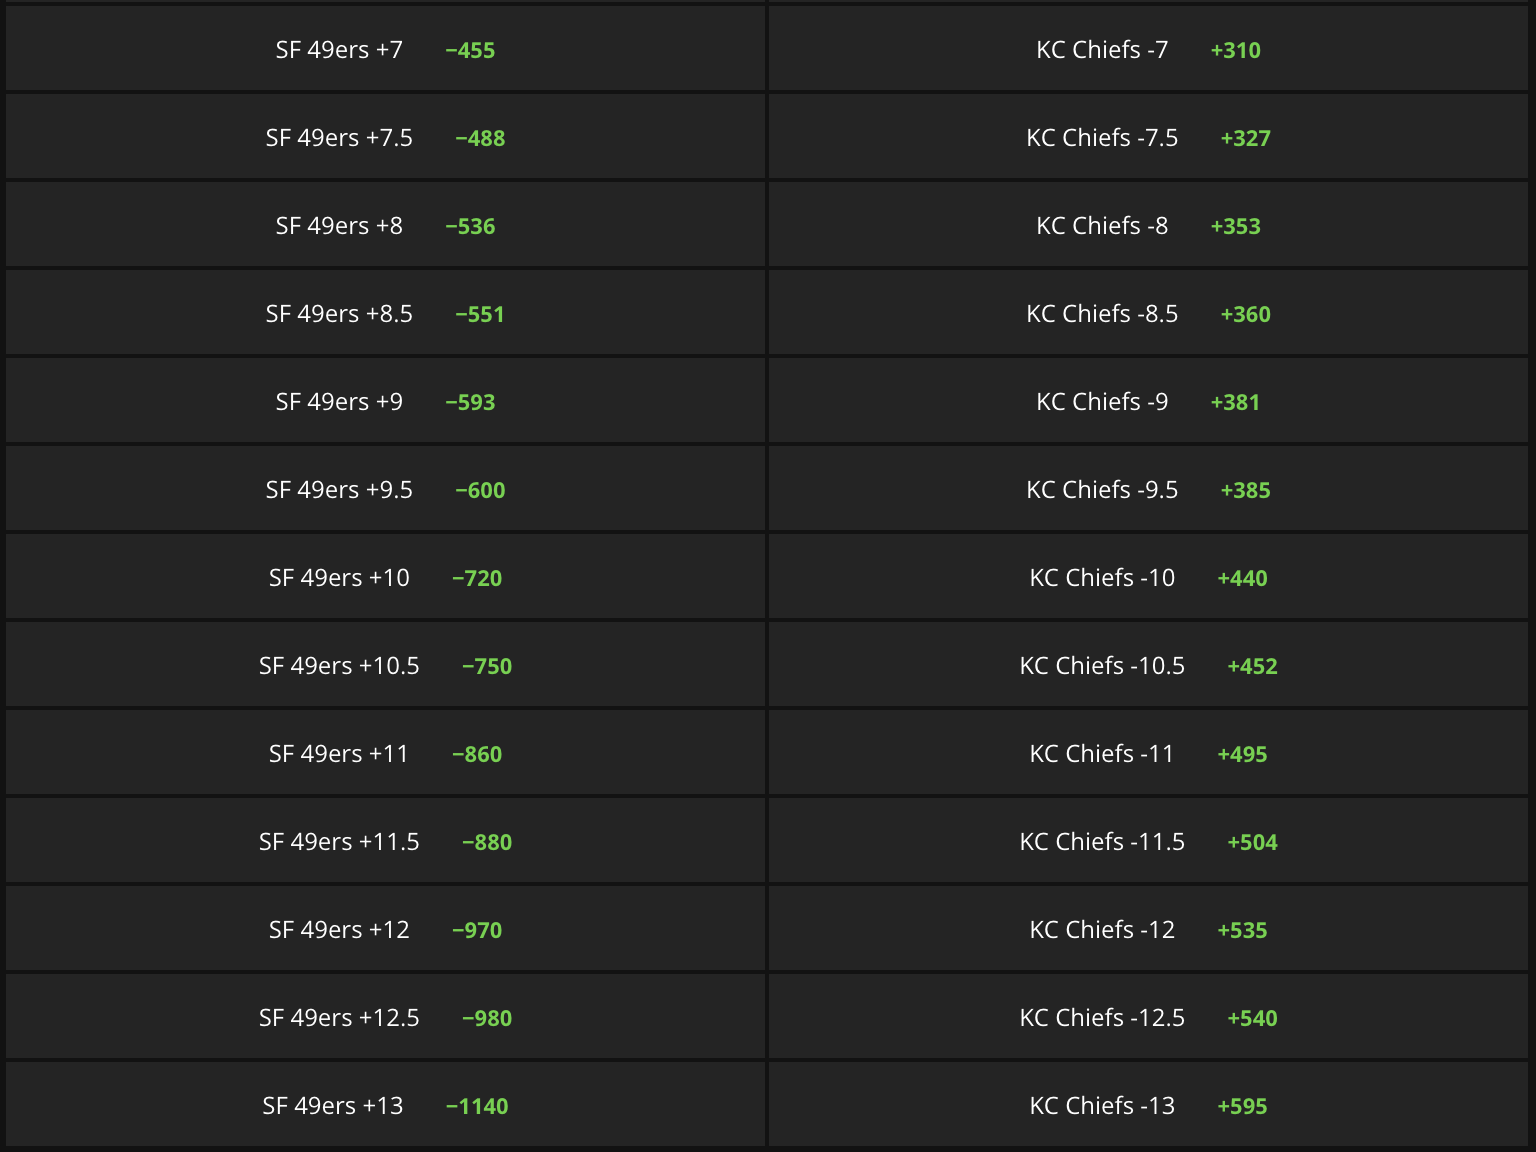 SF 49ers +7 −455 KC Chiefs -7 +310
SF 49ers +7.5 −488 KC Chiefs -7.5 +327
SF 49ers +8 −536 KC Chiefs -8 +353
SF 49ers +8.5 −551 KC Chiefs -8.5 +360
SF 49ers +9 −593 KC Chiefs -9 +381
SF 49ers +9.5 −600 KC Chiefs -9.5 +385
SF 49ers +10 −720 KC Chiefs -10 +440
SF 49ers +10.5 −750 KC Chiefs -10.5 +452
SF 49ers +11 −860 KC Chiefs -11 +495
SF 49ers +11.5 −880 KC Chiefs -11.5 +504
SF 49ers +12 −970 KC Chiefs -12 +535
SF 49ers +12.5 −980 KC Chiefs -12.5 +540
SF 49ers +13 −1140 KC Chiefs -13 +595